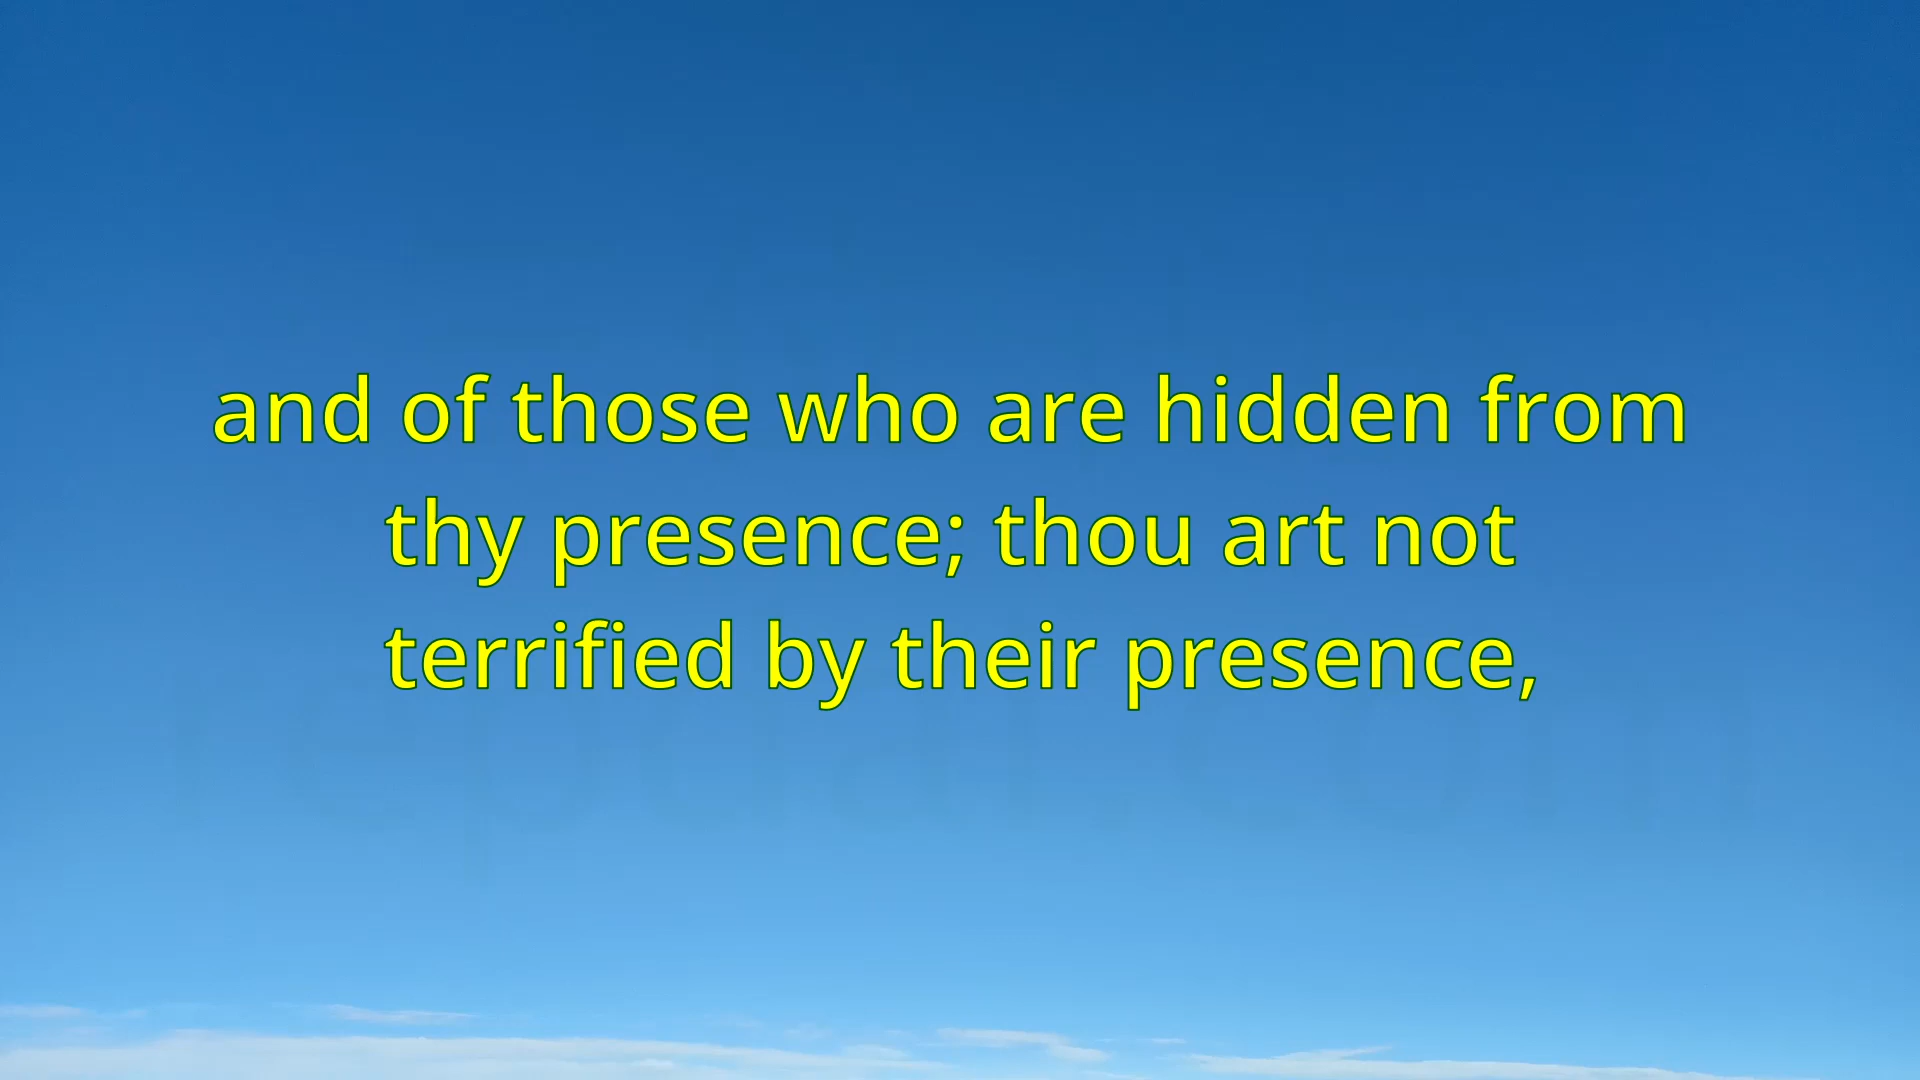 and of those who are hidden from
thy presence; thou art not
terrified by their presence,